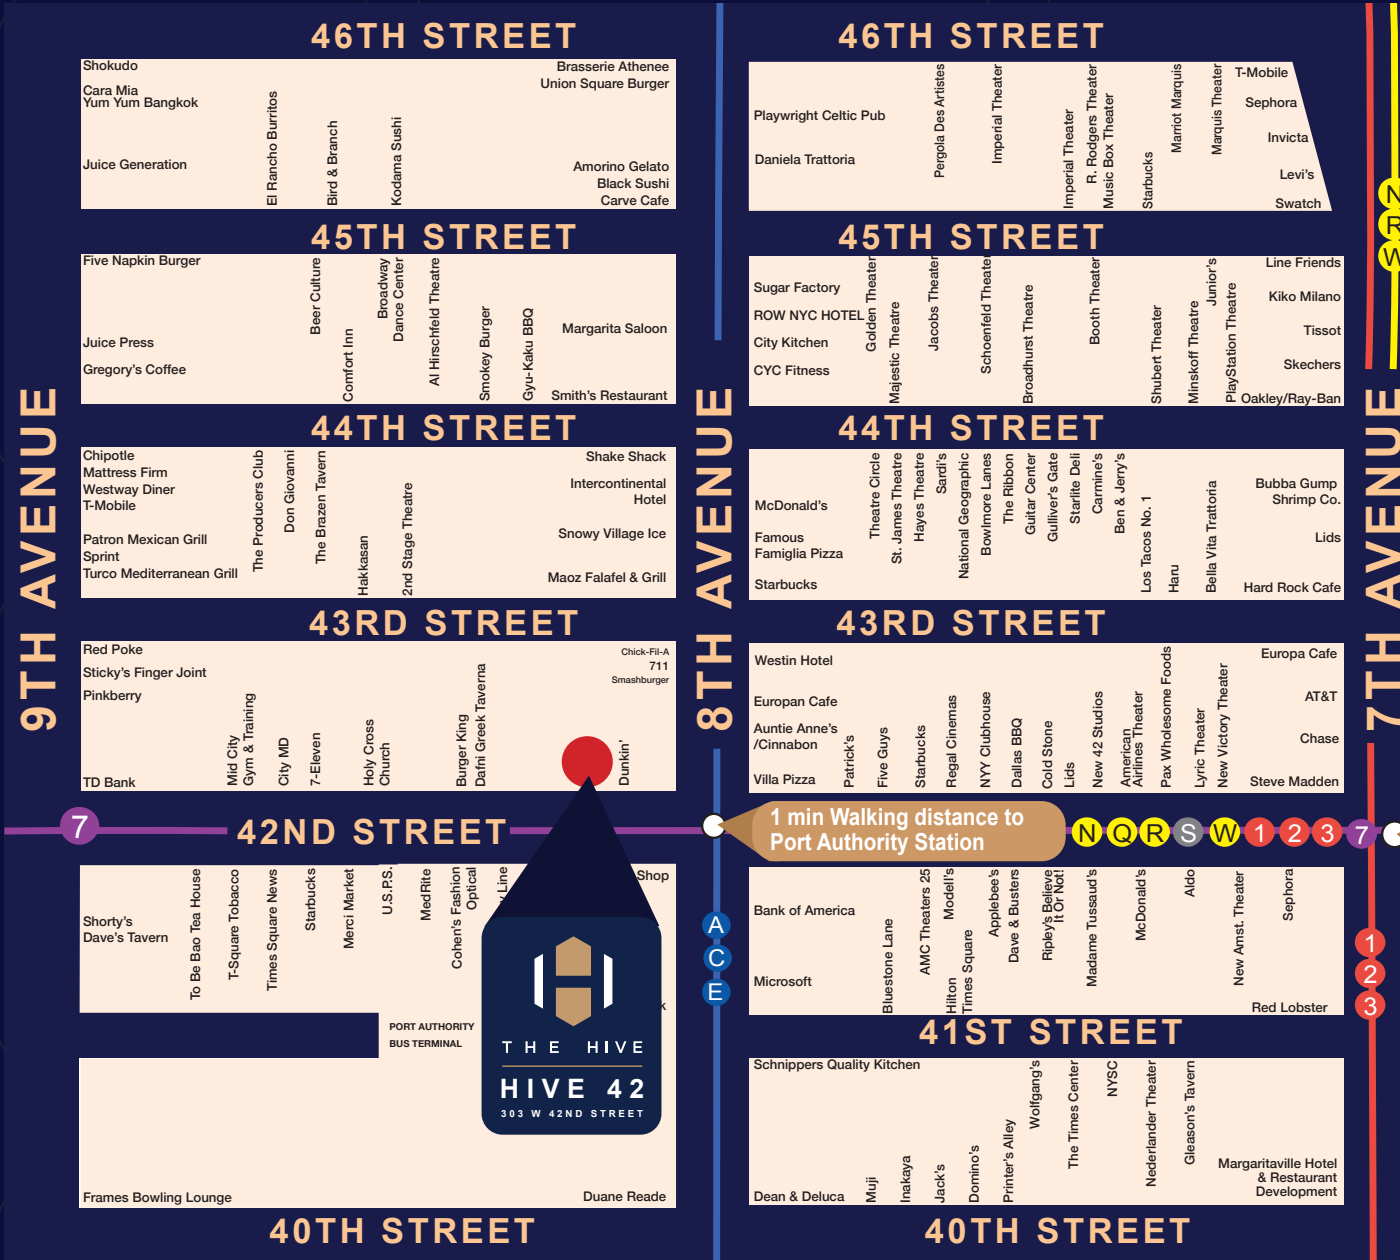 46TH STREET
46TH STREET
Shokudo
Cara Mia
Yum Yum Bangkok
Juice Generation
El Rancho Burritos
Bird & Branch
Kodama Sushi
Brasserie Athenee
Union Square Burger
Amorino Gelato
Black Sushi
Carve Cafe
Playwright Celtic Pub
Daniela Trattoria
Pergola Des Artistes
Imperial Theater
Imperial Theater
R. Rodgers Theater
Music Box Theater
Starbucks
Marriot Marquis
Marquis Theater
T-Mobile
Sephora
Invicta
Levi's
Swatch
N
R
W
45TH STREET
45TH STREET
Five Napkin Burger
Juice Press
Gregory's Coffee
Beer Culture
Comfort Inn
Broadway
Dance Center
Al Hirschfeld Theatre
Smokey Burger
Gyu-Kaku BBQ
Margarita Saloon
Smith's Restaurant
Sugar Factory
ROW NYC HOTEL
City Kitchen
CYC Fitness
Golden Theater
Majestic Theatre
Jacobs Theater
Schoenfeld Theater
Broadhurst Theatre
Booth Theater
Shubert Theater
Minskoff Theatre
Junior's
PlayStation Theatre
Line Friends
Kiko Milano
Tissot
Skechers
Oakley/Ray-Ban
9TH AVENUE
8TH AVENUE
7TH AVENUE
44TH STREET
44TH STREET
Chipotle
Mattress Firm
Westway Diner
T-Mobile
Patron Mexican Grill
Sprint
Turco Mediterranean Grill
The Producers Club
Don Giovanni
The Brazen Tavern
Hakkasan
2nd Stage Theatre
Shake Shack
Intercontinental
Hotel
Snowy Village Ice
Maoz Falafel & Grill
McDonald's
Famous
Famiglia Pizza
Starbucks
Theatre Circle
St. James Theatre
Hayes Theatre
Sardi's
National Geographic
Bowlmore Lanes
The Ribbon
Guitar Center
Gulliver's Gate
Starlite Deli
Carmine's
Ben & Jerry's
Los Tacos No. 1
Haru
Bella Vita Trattoria
Bubba Gump
Shrimp Co.
Lids
Hard Rock Cafe
43RD STREET
43RD STREET
Red Poke
Sticky's Finger Joint
Pinkberry
TD Bank
Mid City
Gym & Training
City MD
7-Eleven
Holy Cross
Church
Burger King
Dafni Greek Taverna
Chick-Fil-A
711
Smashburger
Dunkin'
Westin Hotel
Europan Cafe
Auntie Anne's
/Cinnabon
Villa Pizza
Patrick's
Five Guys
Starbucks
Regal Cinemas
NYY Clubhouse
Dallas BBQ
Cold Stone
Lids
New 42 Studios
American
Airlines Theater
Pax Wholesome Foods
Lyric Theater
New Victory Theater
Europa Cafe
AT&T
Chase
Steve Madden
7
42ND STREET
1 min Walking distance to
Port Authority Station
N
Q
R
S
W
1
2
3
7
Shorty's
Dave's Tavern
To Be Bao Tea House
T-Square Tobacco
Times Square News
Starbucks
Merci Market
U.S.P.S.
MedRite
Cohen's Fashion
Optical
Line
Shop
k
PORT AUTHORITY
BUS TERMINAL
THE HIVE
HIVE 42
303 W 42ND STREET
A
C
E
Bank of America
Microsoft
Bluestone Lane
AMC Theaters 25
Modell's
Hilton
Times Square
Applebee's
Dave & Busters
Ripley's Believe
It Or Not!
Madame Tussaud's
McDonald's
Aldo
New Amst. Theater
Sephora
Red Lobster
1
2
3
41ST STREET
Schnippers Quality Kitchen
Dean & Deluca
Muji
Inakaya
Jack's
Domino's
Printer's Alley
Wolfgang's
The Times Center
NYSC
Nederlander Theater
Gleason's Tavern
Margaritaville Hotel
& Restaurant
Development
Frames Bowling Lounge
Duane Reade
40TH STREET
40TH STREET